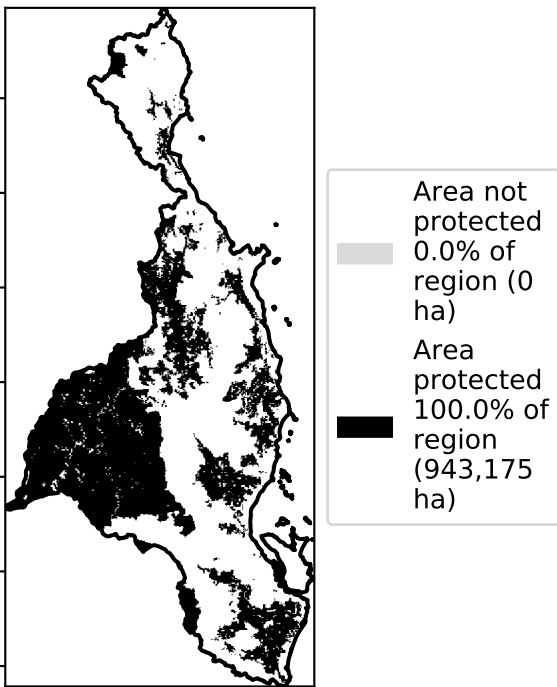 Area not
protected
0.0% of
region (0
ha)
Area
protected
100.0% of
region
(943,175
ha)